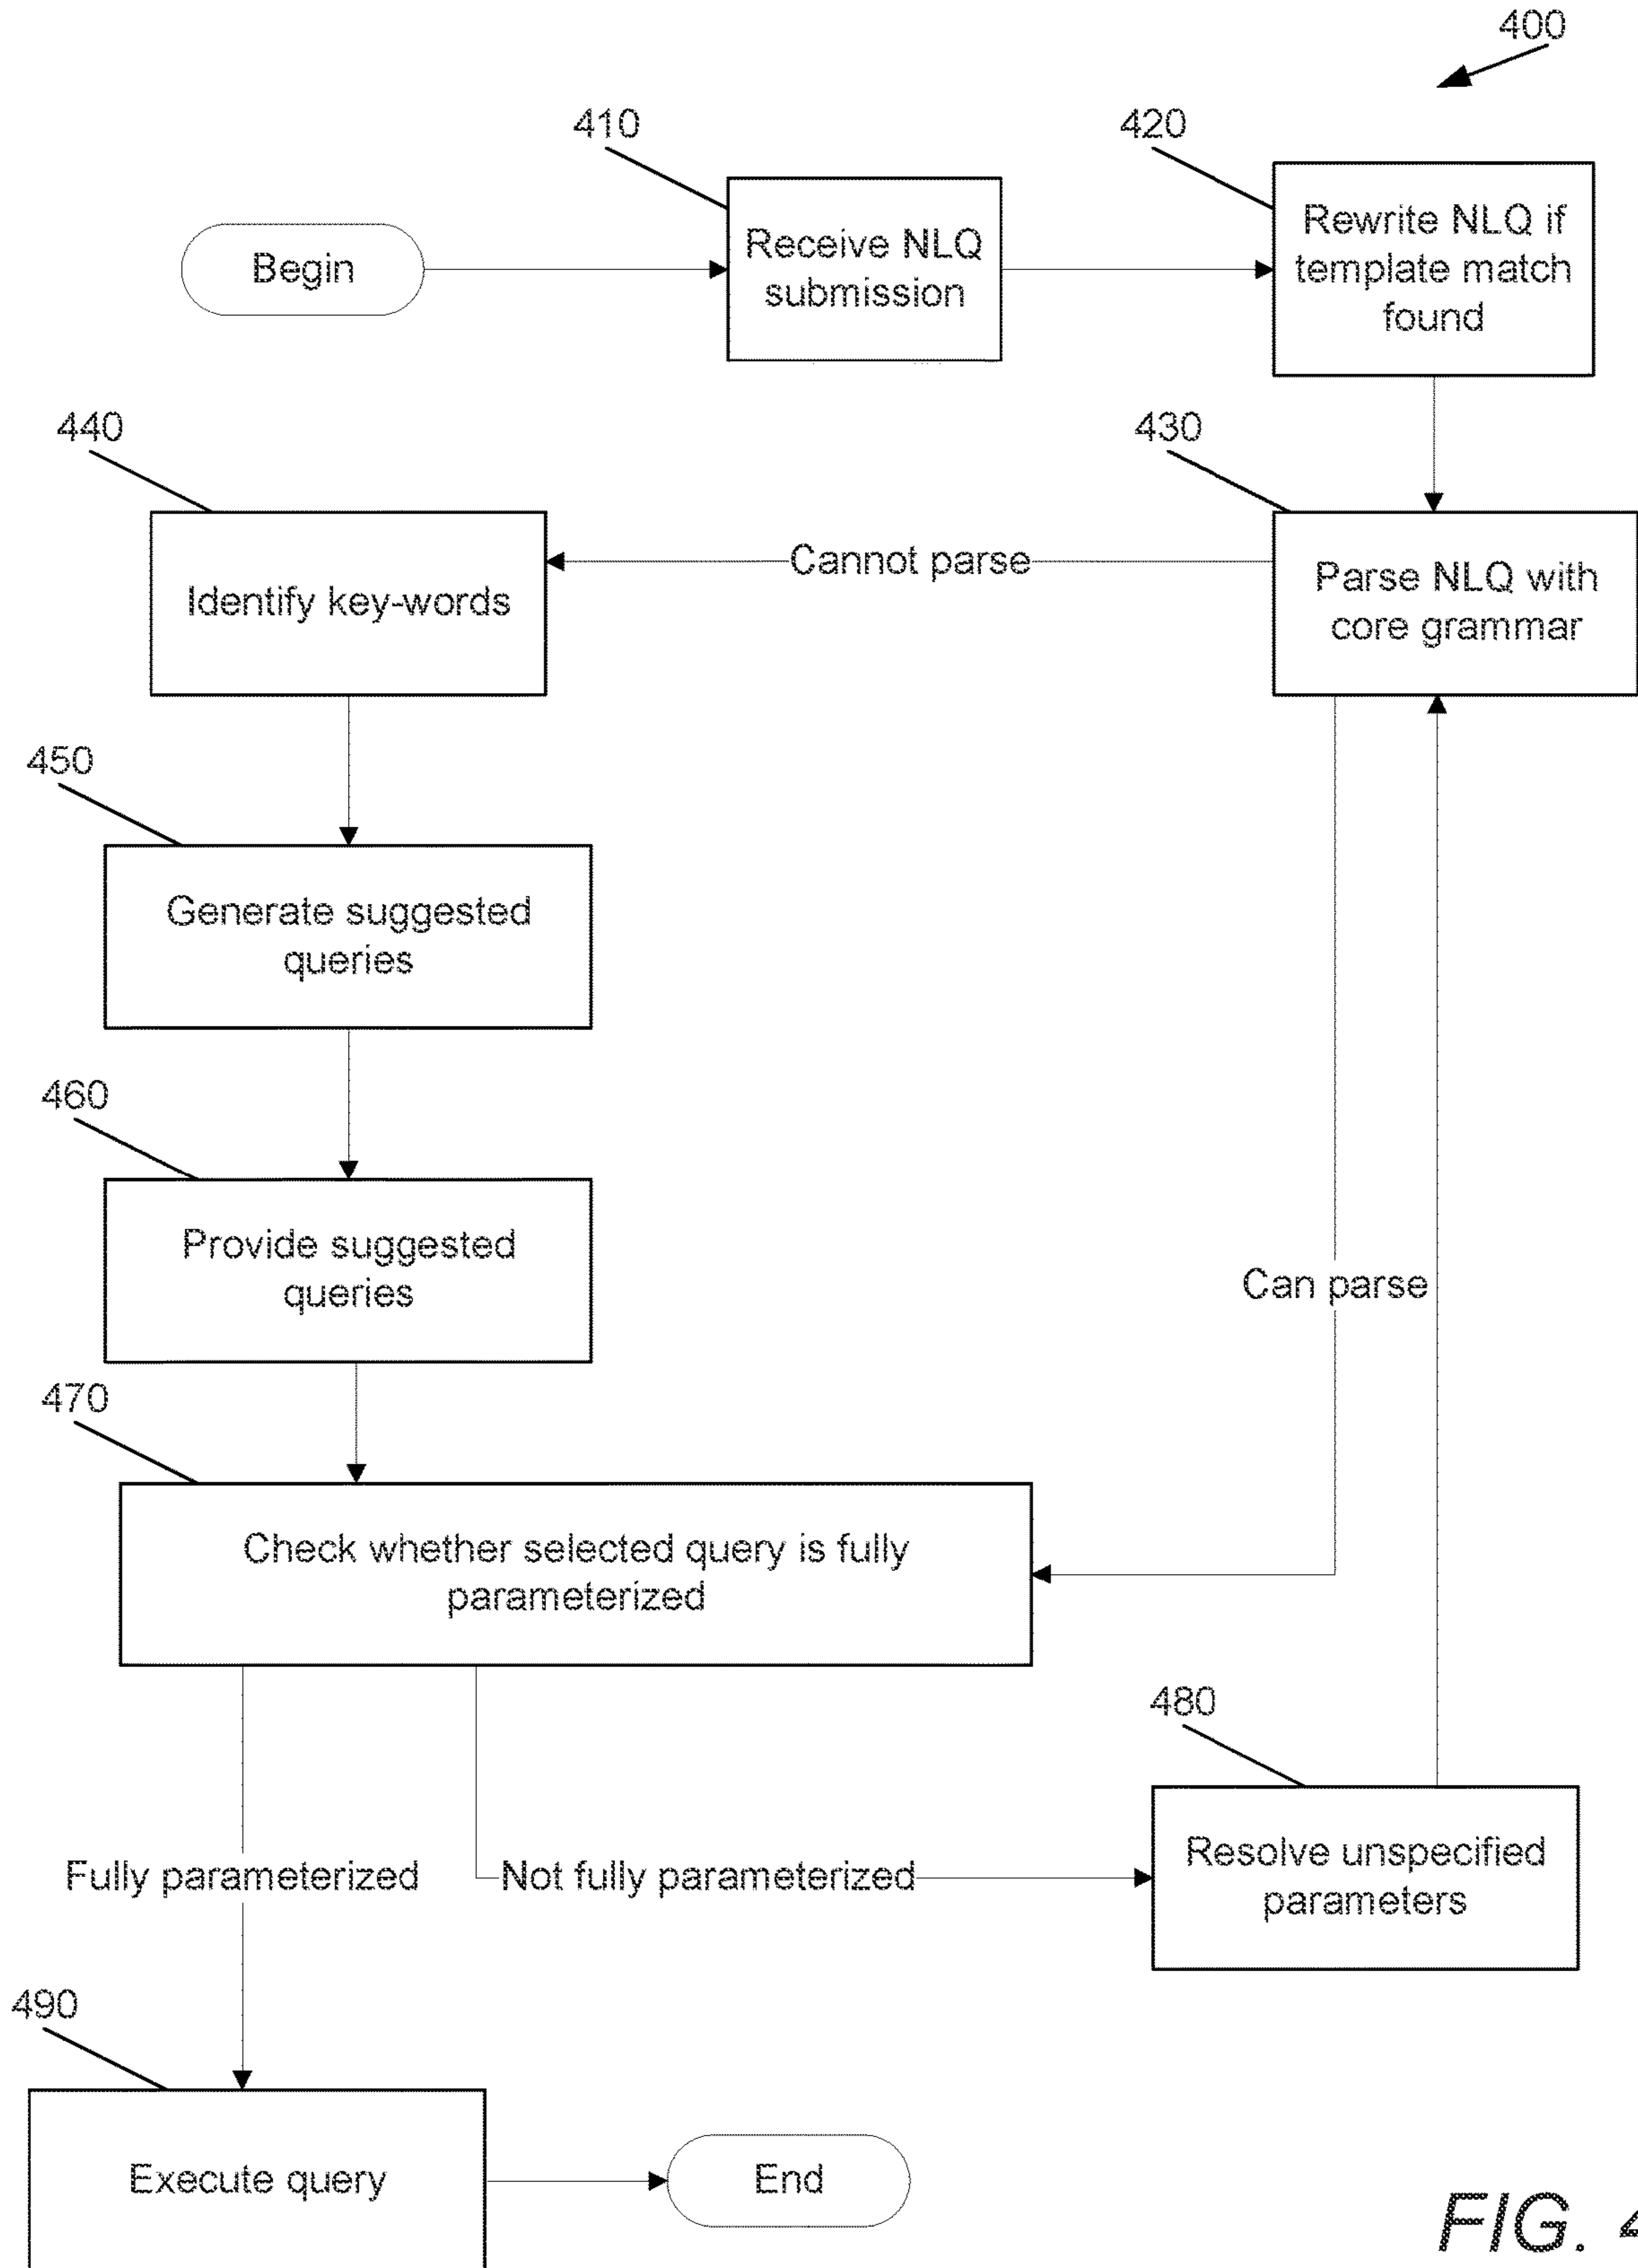 400
410
420
Begin
Receive NLQ
submission
Rewrite NLQ if
template match
found
440
430
Identify key-words
Cannot parse
Parse NLQ with
core grammar
450
Generate suggested
queries
460
Provide suggested
queries
Can parse
470
Check whether selected query is fully
parameterized
480
Fully parameterized
Not fully parameterized
Resolve unspecified
parameters
490
Execute query
End
FIG. 4